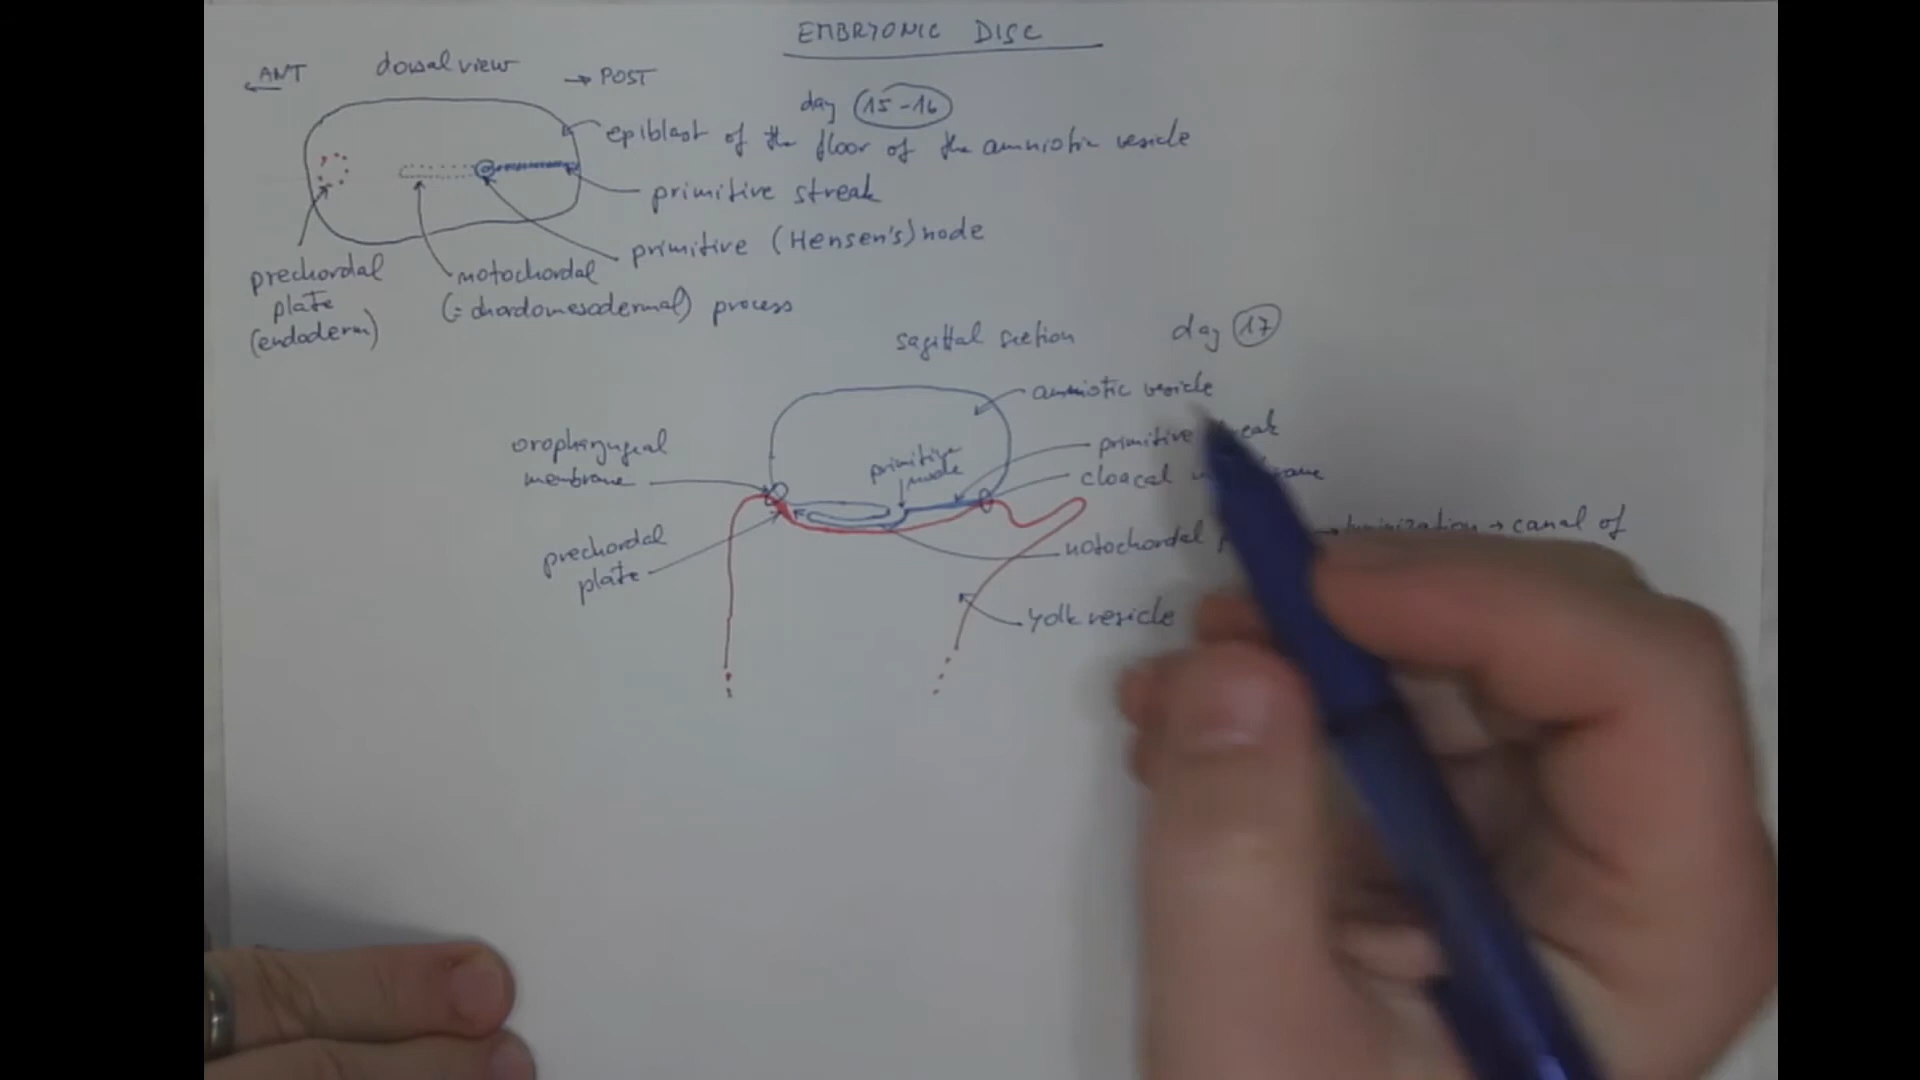 EMBRYONIC DISC
← ANT dorsal view → POST
day 15-16
epiblast of the floor of the amniotic vesicle
primitive streak
primitive (Hensen's) node
prechordal
plate
(endoderm)
notochordal
(= chordomesodermal) process
sagittal section day 17
amniotic vesicle
oropharyngeal
membrane
primitive
node
primitive
cloacal
prechordal
plate
notochordal → canal of
yolk vesicle